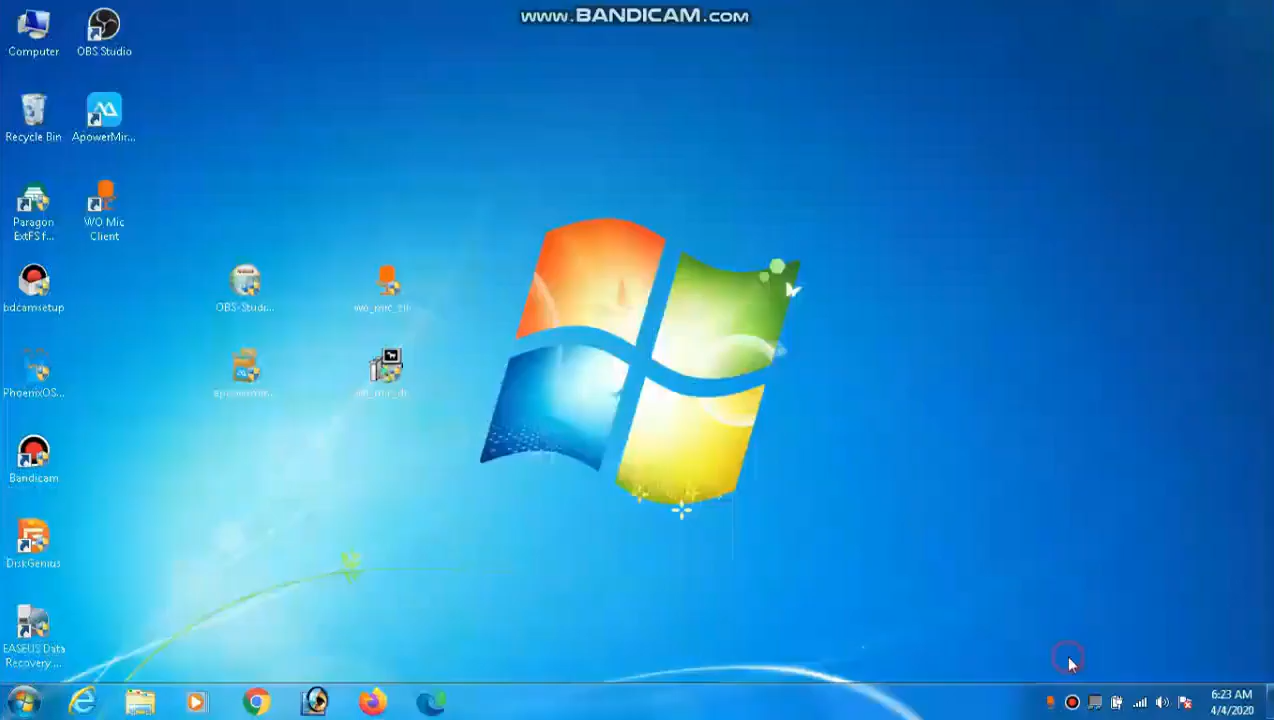 www.BANDICAM.com
Computer
OBS Studio
Recycle Bin
ApowerMir...
Paragon
ExtFS f...
WO Mic
Client
bdcamsetup
OBS-Studi...
PhoenixOS...
Bandicam
DiskGenius
EASEUS Data
Recovery ...
6:23 AM
4/4/2020